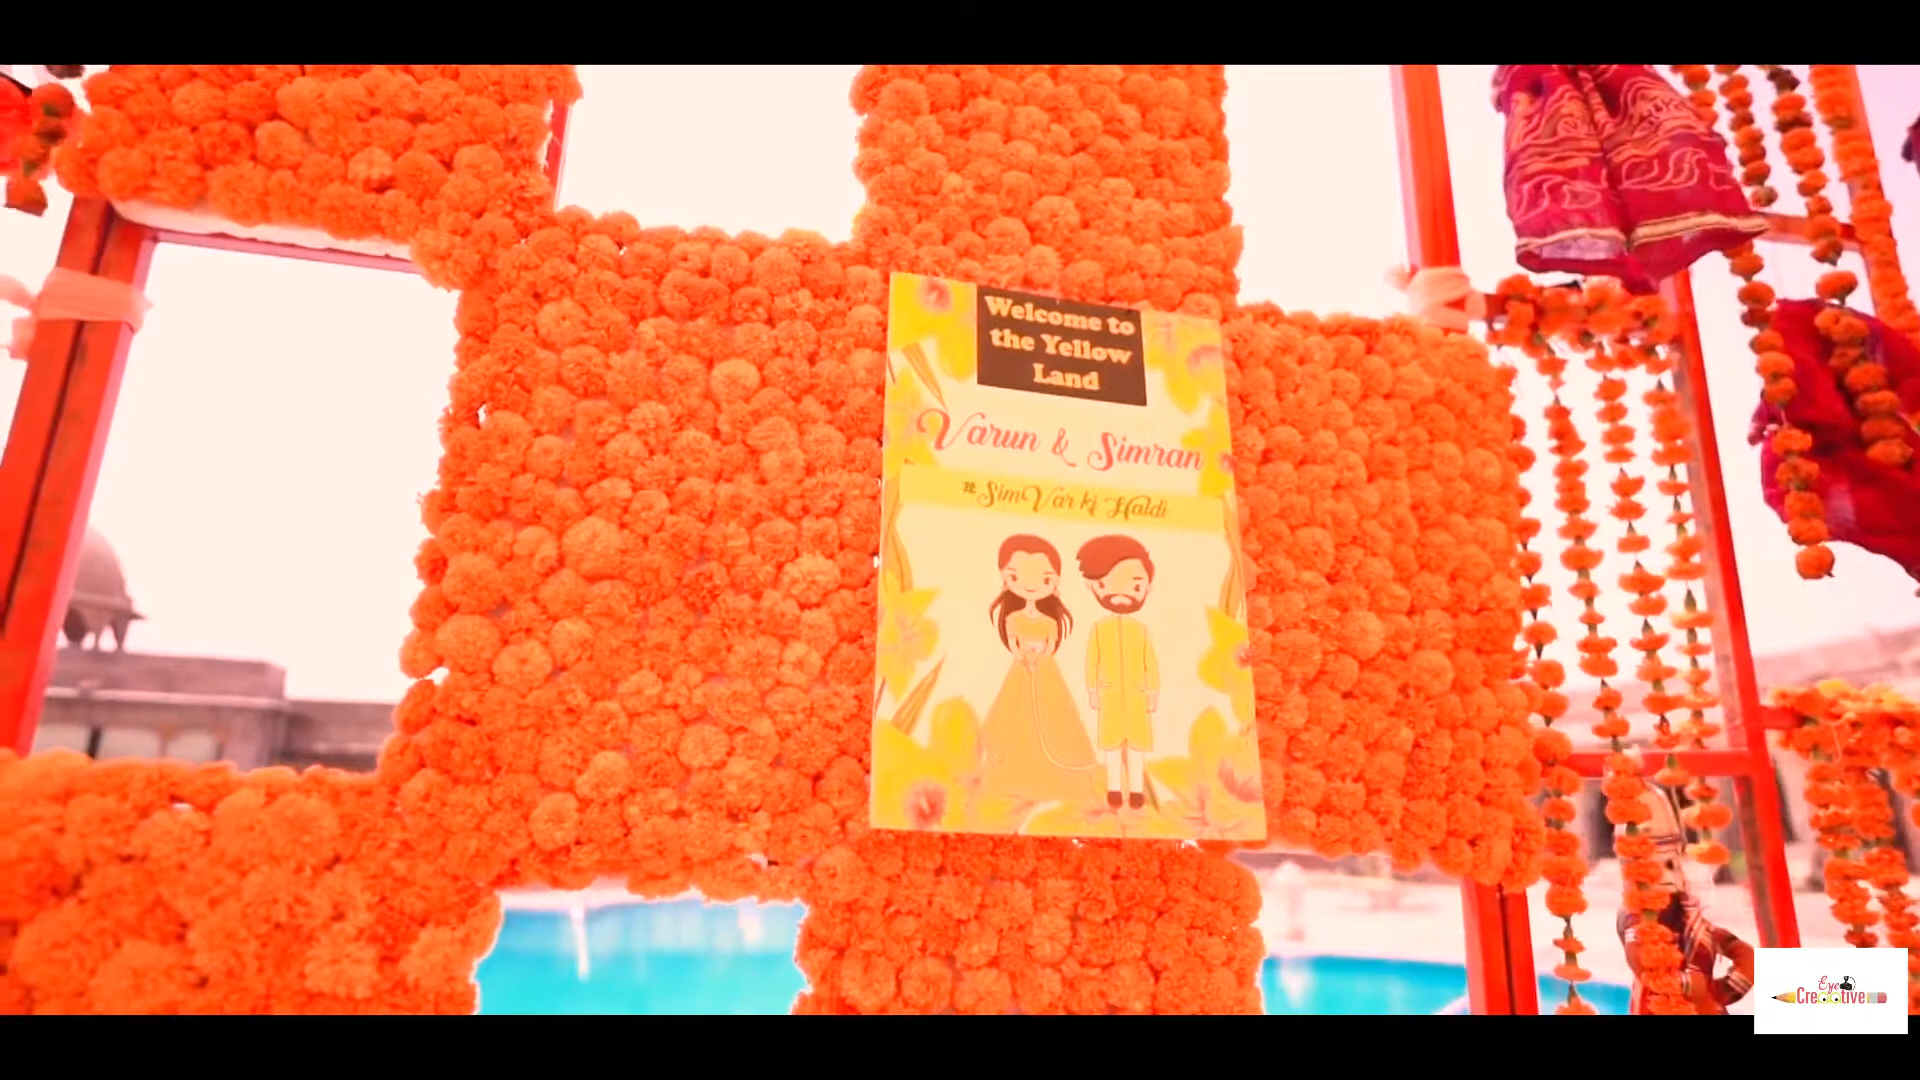 Welcome to
the Yellow
Land
Varun & Simran
#SimVar ki Haldi
Eye
Creative